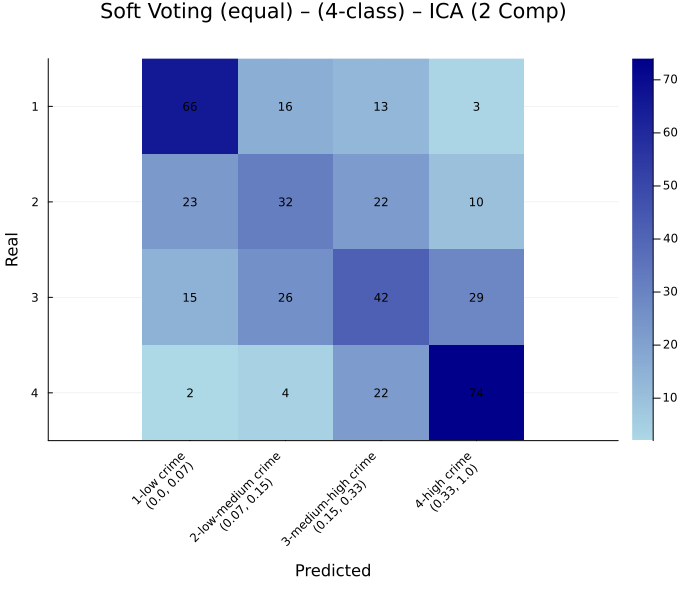 Soft Voting (equal) – (4-class) – ICA (2 Comp)
1 66 16 13 3
2 23 32 22 10
3 15 26 42 29
4 2 4 22 74
Real
1-low crime
(0.0, 0.07)
2-low-medium crime
(0.07, 0.15)
3-medium-high crime
(0.15, 0.33)
4-high crime
(0.33, 1.0)
Predicted
70
60
50
40
30
20
10